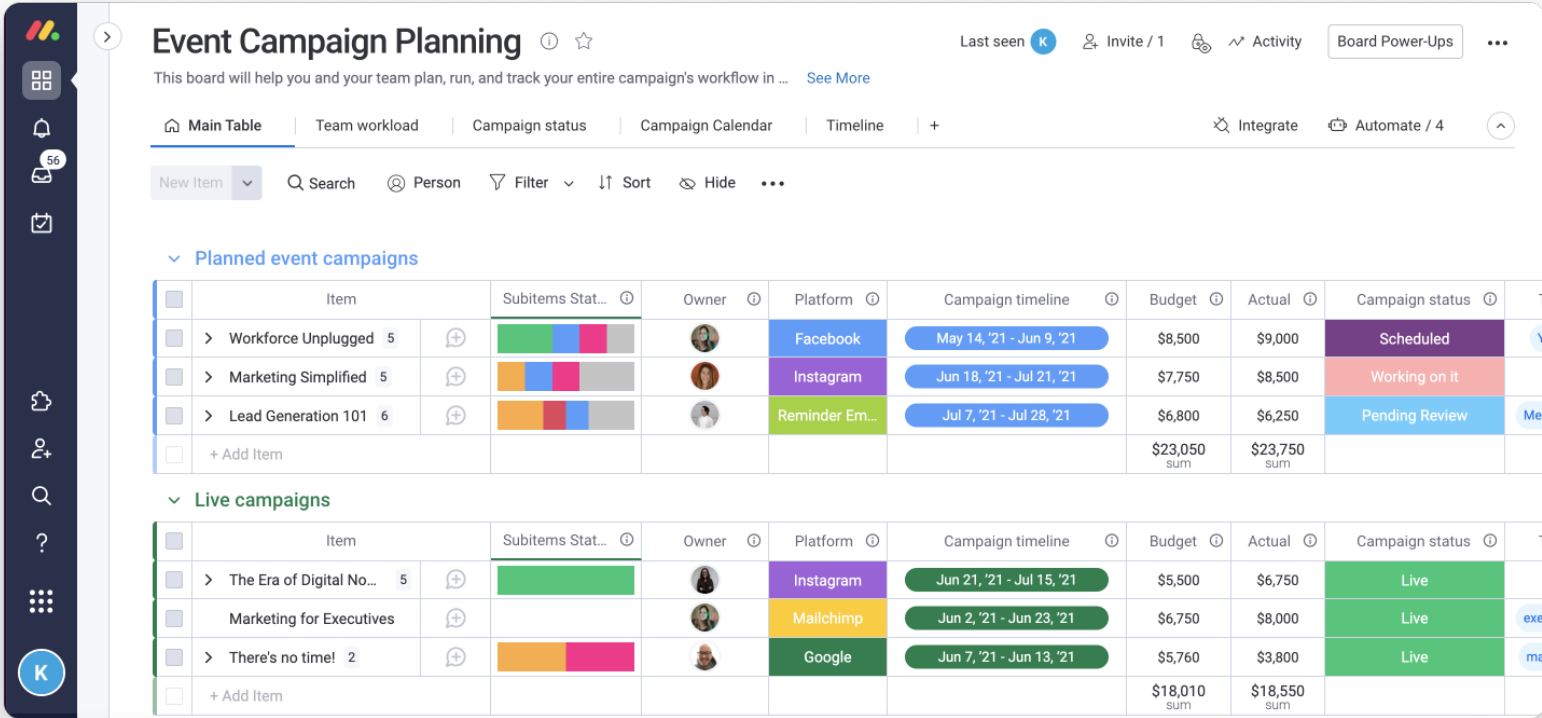 Event Campaign Planning
Last seen K Invite / 1 Activity Board Power-Ups
This board will help you and your team plan, run, and track your entire campaign's workflow in ... See More
Main Table Team workload Campaign status Campaign Calendar Timeline + Integrate Automate / 4
56
New Item Search Person Filter Sort Hide
Planned event campaigns
Item Subitems Stat... Owner Platform Campaign timeline Budget Actual Campaign status
Workforce Unplugged 5 Facebook May 14, '21 - Jun 9, '21 $8,500 $9,000 Scheduled
Marketing Simplified 5 Instagram Jun 18, '21 - Jul 21, '21 $7,750 $8,500 Working on it
Lead Generation 101 6 Reminder Em... Jul 7, '21 - Jul 28, '21 $6,800 $6,250 Pending Review Me
+ Add Item $23,050 $23,750
sum sum
Live campaigns
Item Subitems Stat... Owner Platform Campaign timeline Budget Actual Campaign status
The Era of Digital No... 5 Instagram Jun 21, '21 - Jul 15, '21 $5,500 $6,750 Live
Marketing for Executives Mailchimp Jun 2, '21 - Jun 23, '21 $6,750 $8,000 Live exe
There's no time! 2 Google Jun 7, '21 - Jun 13, '21 $5,760 $3,800 Live ma
K
+ Add Item $18,010 $18,550
sum sum